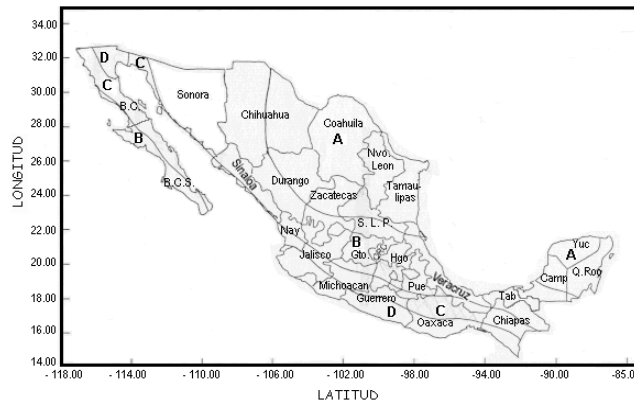 34.00
32.00
30.00
28.00
26.00
24.00
22.00
20.00
18.00
16.00
14.00
LONGITUD
D
C
C
B.C.
B
B.C.S.
Sonora
Chihuahua
Coahuila
A
Nvo.
Leon
Tamau-
lipas
Sinaloa
Durango
Zacatecas
S. L. P.
Nay
B
Gto.
Hgo
Jalisco
Michoacan
Pue
Veracruz
Guerrero
D
C
Oaxaca
Tab
Chiapas
Camp
Yuc
A
Q. Roo
- 118.00 - 114.00 - 110.00 - 106.00 - 102.00 -98.00 -94.00 -90.00 -85.00
LATITUD